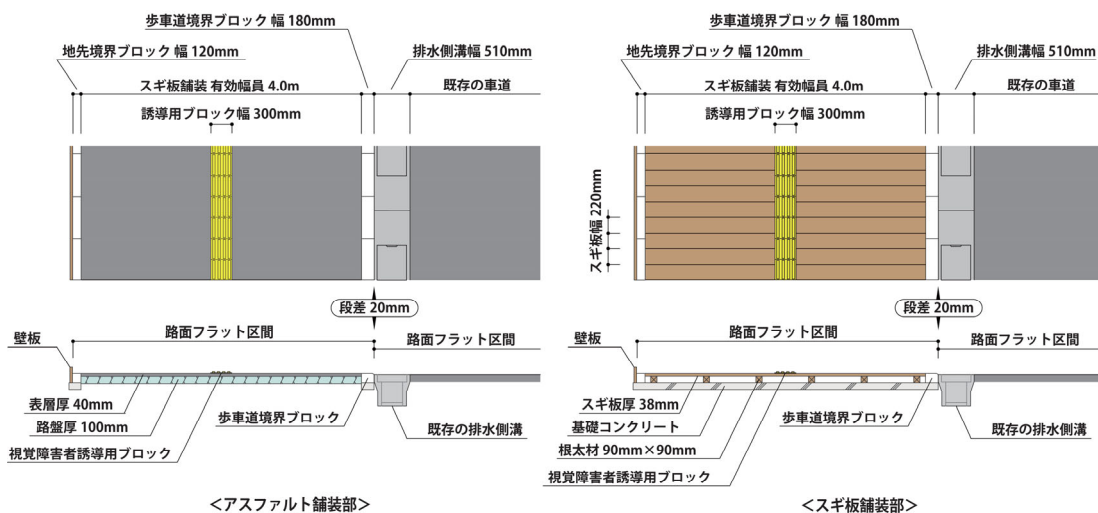 歩車道境界ブロック 幅 180mm
地先境界ブロック 幅 120mm
排水側溝幅 510mm
スギ板舗装 有効幅員 4.0m
既存の車道
誘導用ブロック幅 300mm
段差 20mm
路面フラット区間
路面フラット区間
壁板
表層厚 40mm
路盤厚 100mm
視覚障害者誘導用ブロック
歩車道境界ブロック
既存の排水側溝
<アスファルト舗装部>
歩車道境界ブロック 幅 180mm
地先境界ブロック 幅 120mm
排水側溝幅 510mm
スギ板舗装 有効幅員 4.0m
既存の車道
誘導用ブロック幅 300mm
スギ板幅 220mm
段差 20mm
路面フラット区間
路面フラット区間
壁板
スギ板厚 38mm
基礎コンクリート
根太材 90mm×90mm
視覚障害者誘導用ブロック
歩車道境界ブロック
既存の排水側溝
<スギ板舗装部>